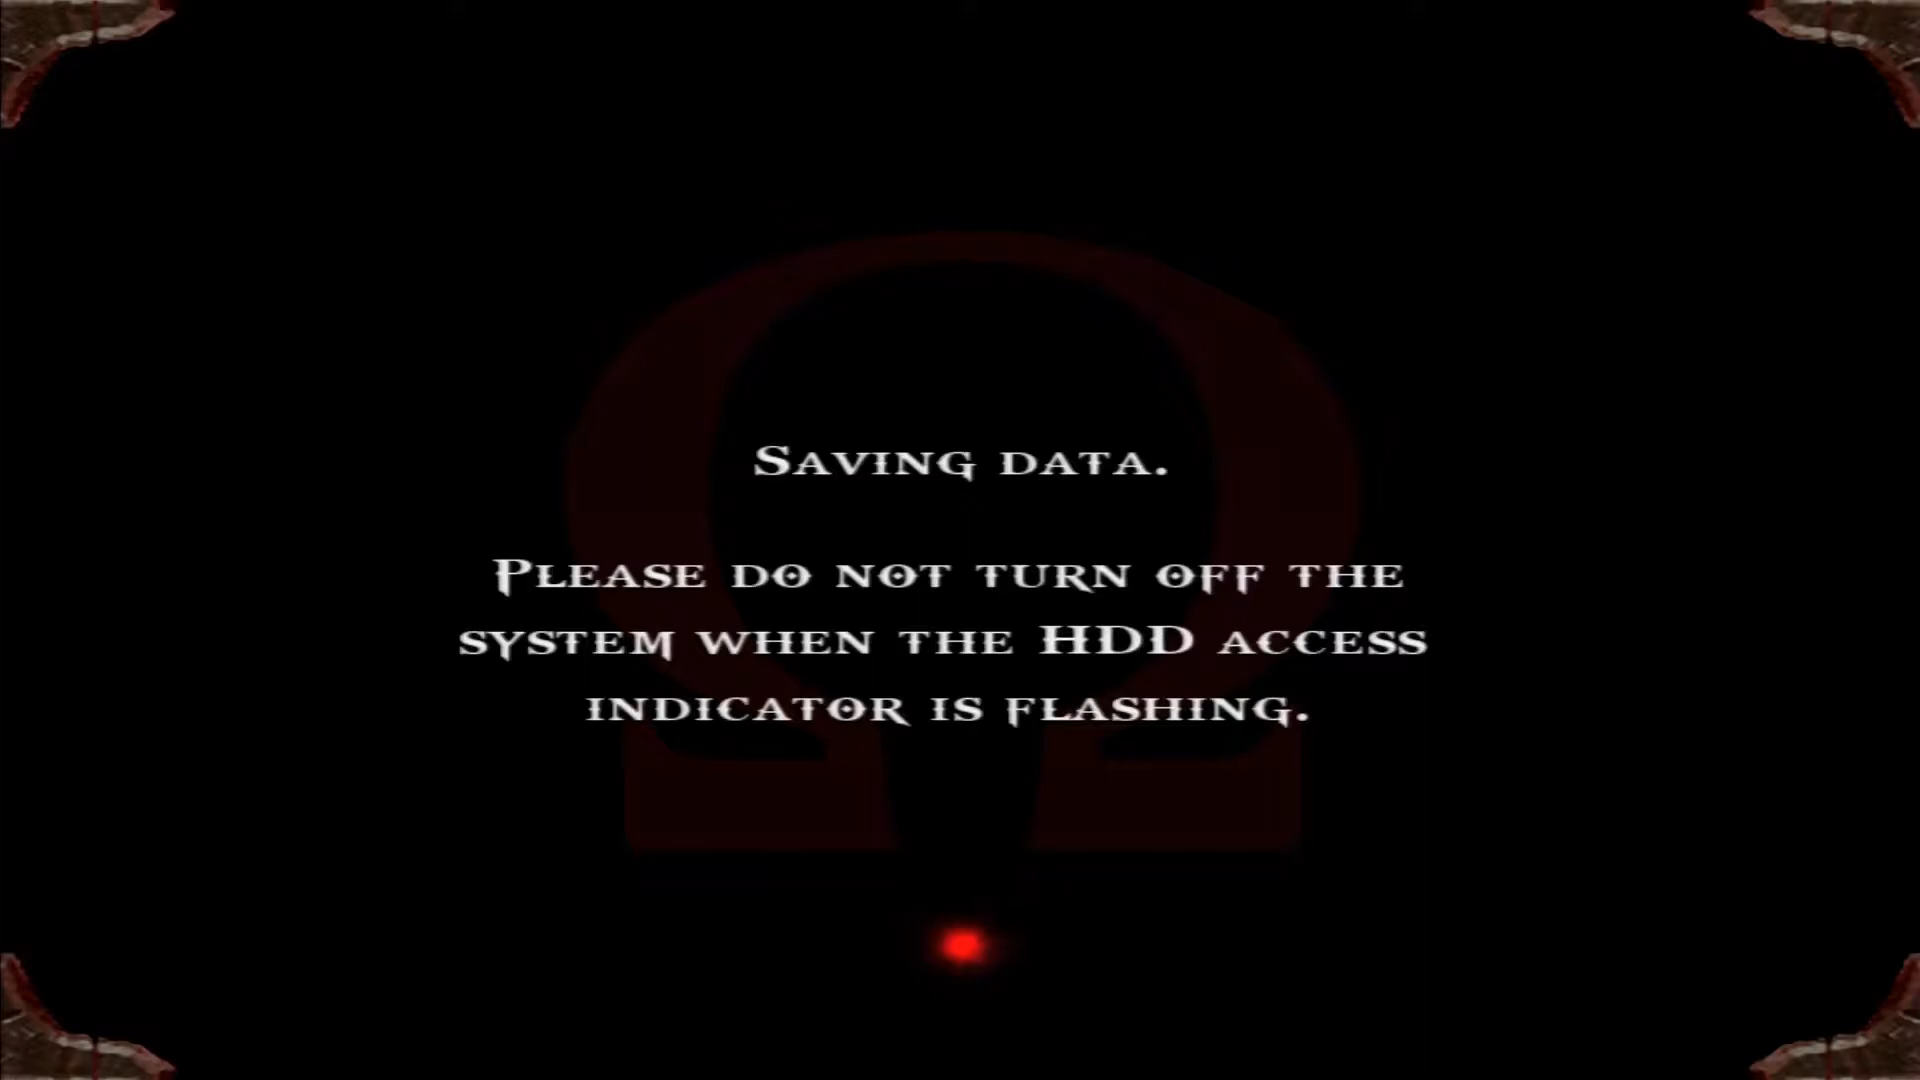 Saving data.
Please do not turn off the
system when the HDD access
indicator is flashing.